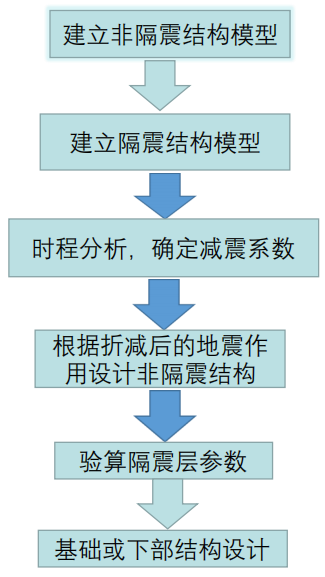 建立非隔震结构模型
建立隔震结构模型
时程分析，确定减震系数
根据折减后的地震作
用设计非隔震结构
验算隔震层参数
基础或下部结构设计